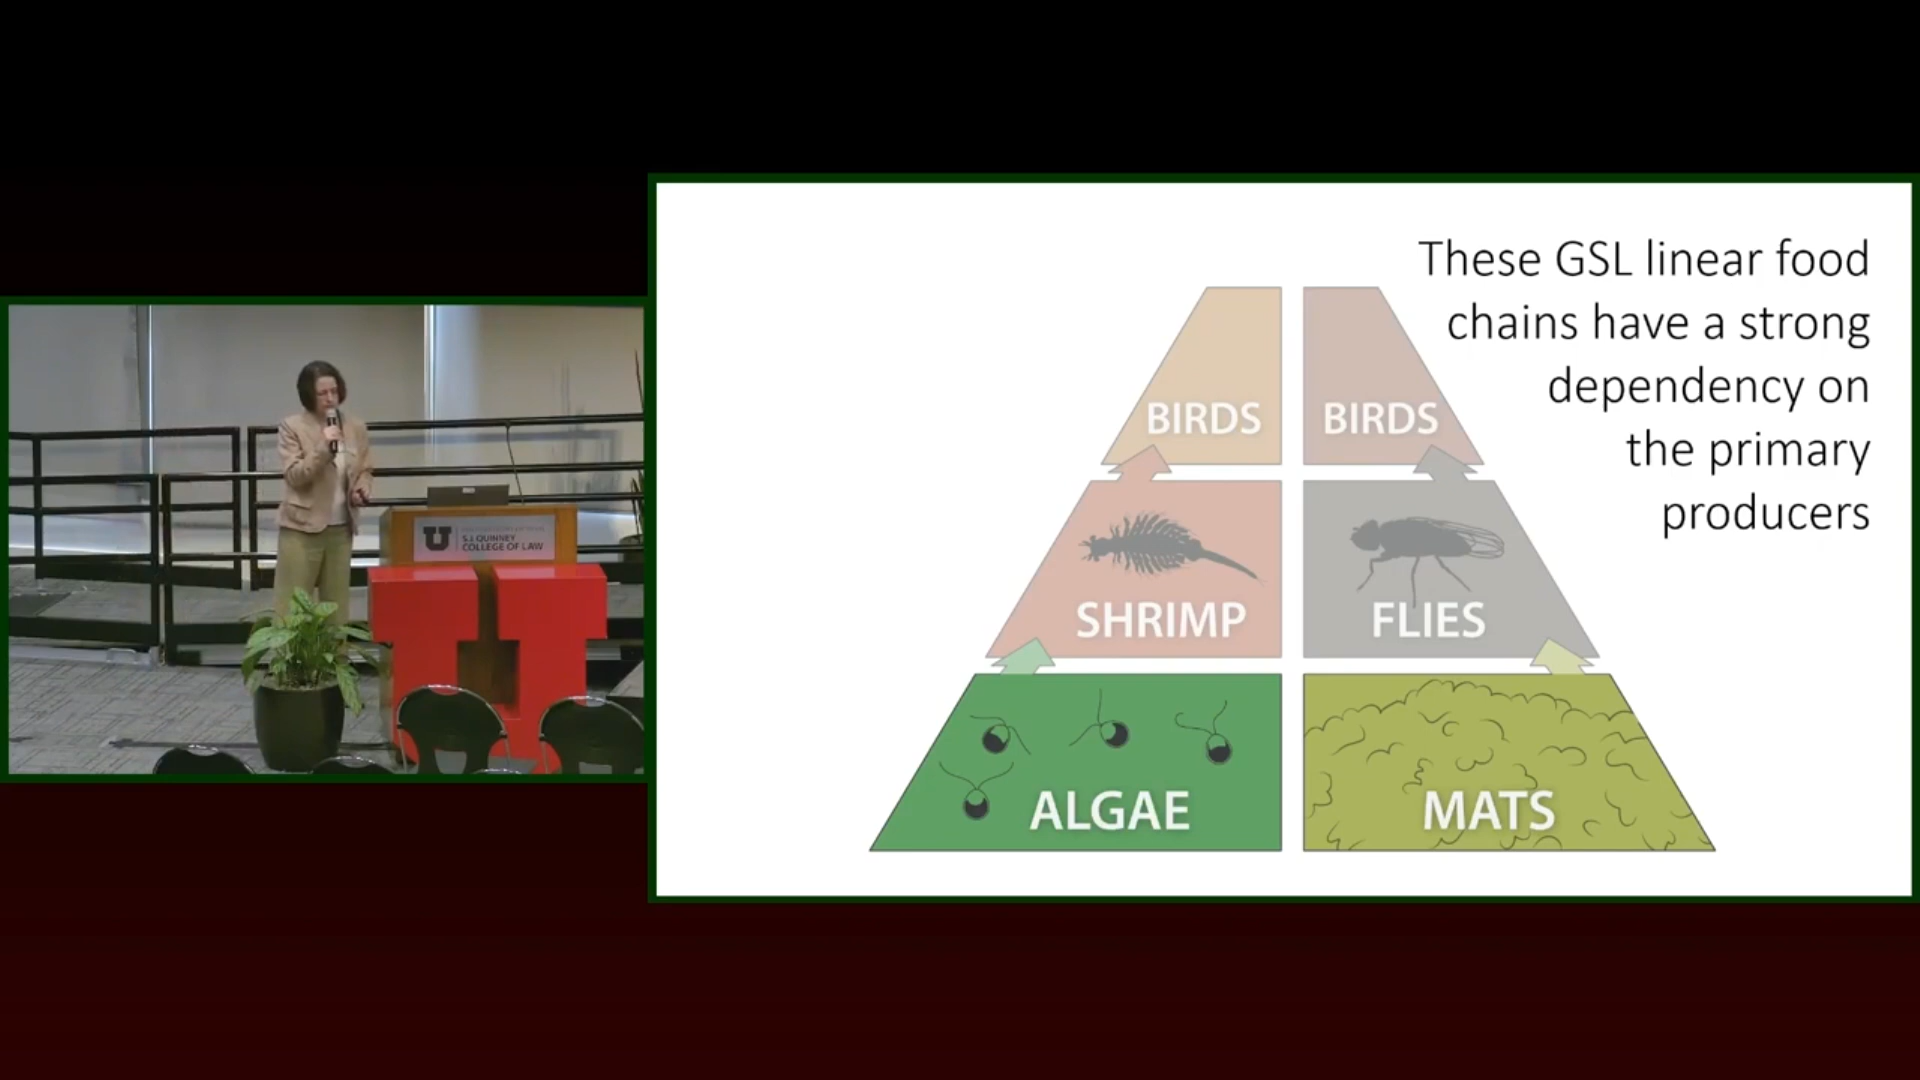 These GSL linear food
chains have a strong
dependency on
the primary
producers
BIRDS
BIRDS
SHRIMP
FLIES
ALGAE
MATS
U
S.J. QUINNEY
COLLEGE OF LAW